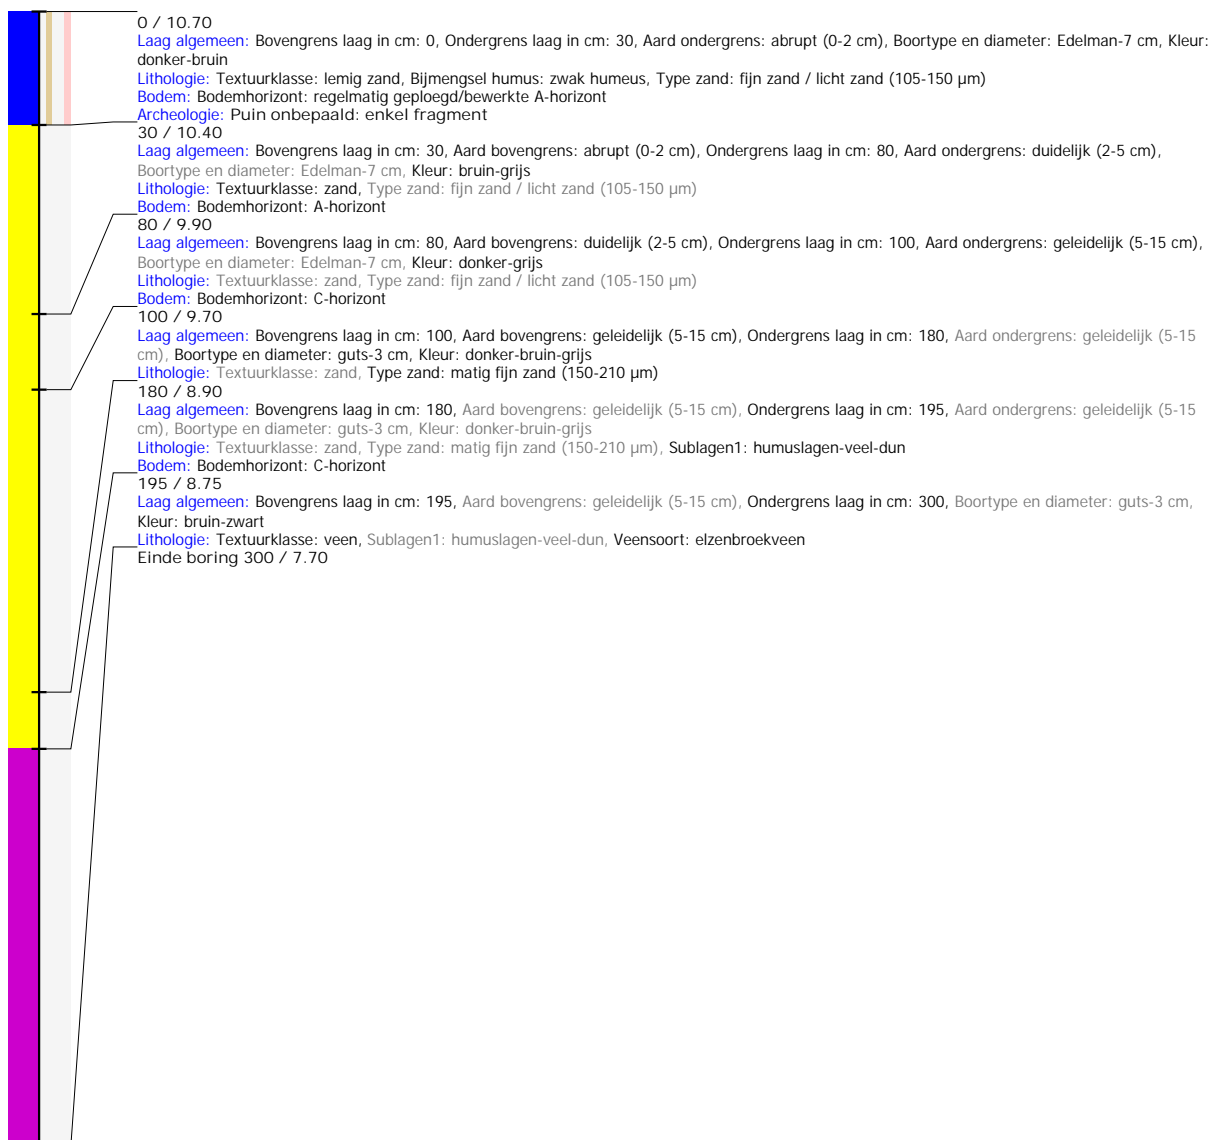 0 / 10.70
Laag algemeen: Bovengrens laag in cm: 0, Ondergrens laag in cm: 30, Aard ondergrens: abrupt (0-2 cm), Boortype en diameter: Edelman-7 cm, Kleur:
donker-bruin
Lithologie: Textuurklasse: lemig zand, Bijmengsel humus: zwak humeus, Type zand: fijn zand / licht zand (105-150 µm)
Bodem: Bodemhorizont: regelmatig geploegd/bewerkte A-horizont
Archeologie: Puin onbepaald: enkel fragment
30 / 10.40
Laag algemeen: Bovengrens laag in cm: 30, Aard bovengrens: abrupt (0-2 cm), Ondergrens laag in cm: 80, Aard ondergrens: duidelijk (2-5 cm),
Boortype en diameter: Edelman-7 cm, Kleur: bruin-grijs
Lithologie: Textuurklasse: zand, Type zand: fijn zand / licht zand (105-150 µm)
Bodem: Bodemhorizont: A-horizont
80 / 9.90
Laag algemeen: Bovengrens laag in cm: 80, Aard bovengrens: duidelijk (2-5 cm), Ondergrens laag in cm: 100, Aard ondergrens: geleidelijk (5-15 cm),
Boortype en diameter: Edelman-7 cm, Kleur: donker-grijs
Lithologie: Textuurklasse: zand, Type zand: fijn zand / licht zand (105-150 µm)
Bodem: Bodemhorizont: C-horizont
100 / 9.70
Laag algemeen: Bovengrens laag in cm: 100, Aard bovengrens: geleidelijk (5-15 cm), Ondergrens laag in cm: 180, Aard ondergrens: geleidelijk (5-15
cm), Boortype en diameter: guts-3 cm, Kleur: donker-bruin-grijs
Lithologie: Textuurklasse: zand, Type zand: matig fijn zand (150-210 µm)
180 / 8.90
Laag algemeen: Bovengrens laag in cm: 180, Aard bovengrens: geleidelijk (5-15 cm), Ondergrens laag in cm: 195, Aard ondergrens: geleidelijk (5-15
cm), Boortype en diameter: guts-3 cm, Kleur: donker-bruin-grijs
Lithologie: Textuurklasse: zand, Type zand: matig fijn zand (150-210 µm), Sublagen1: humuslagen-veel-dun
Bodem: Bodemhorizont: C-horizont
195 / 8.75
Laag algemeen: Bovengrens laag in cm: 195, Aard bovengrens: geleidelijk (5-15 cm), Ondergrens laag in cm: 300, Boortype en diameter: guts-3 cm,
Kleur: bruin-zwart
Lithologie: Textuurklasse: veen, Sublagen1: humuslagen-veel-dun, Veensoort: elzenbroekveen
Einde boring 300 / 7.70